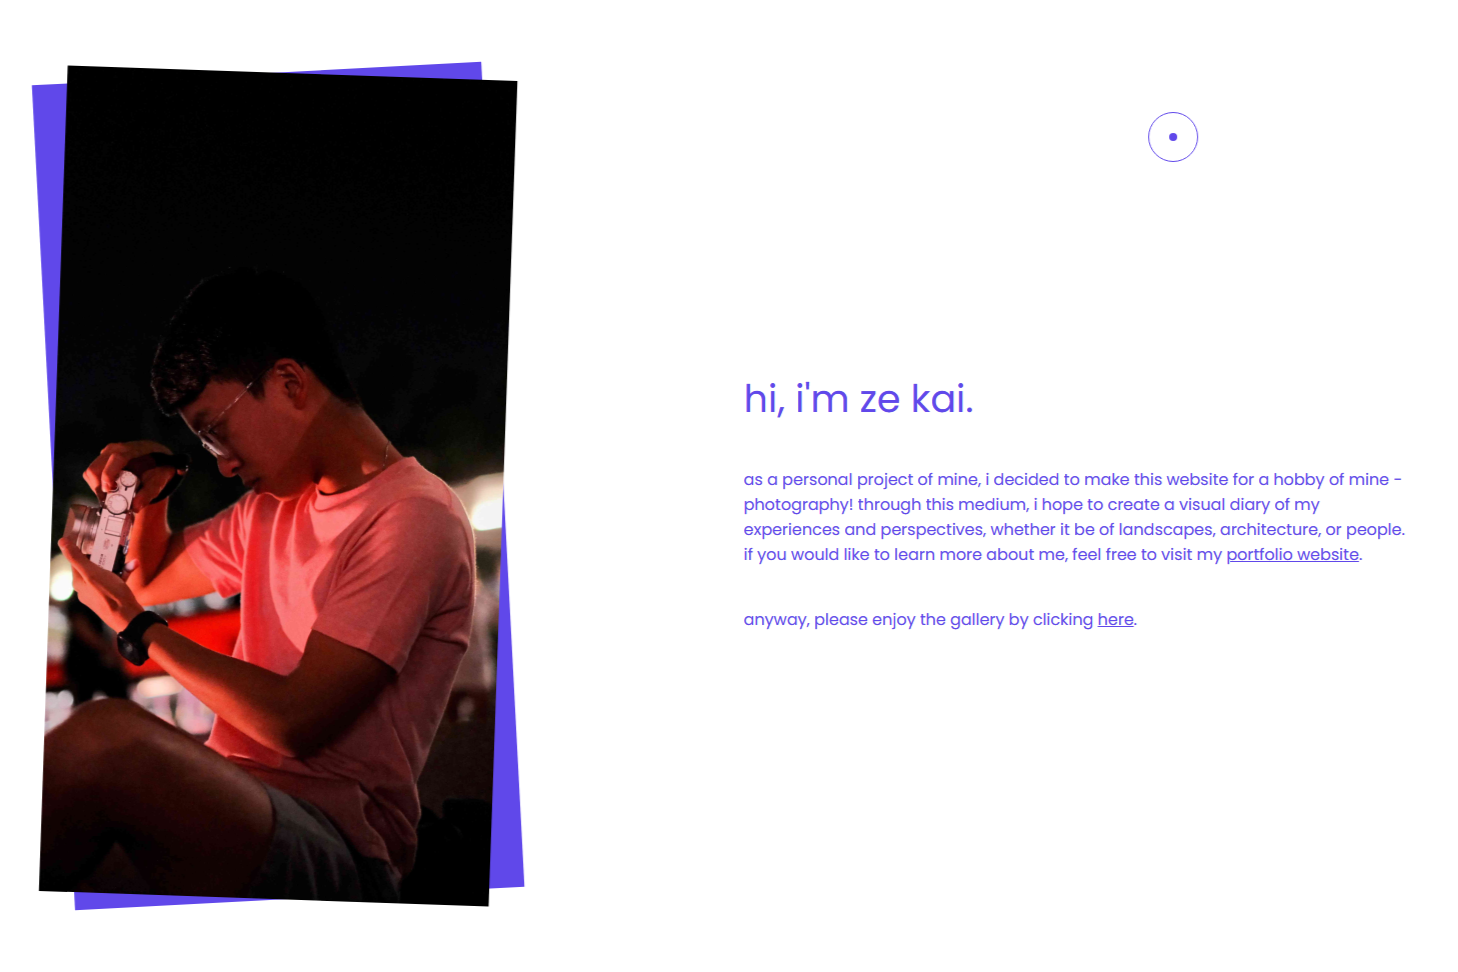 hi, i'm ze kai.
as a personal project of mine, i decided to make this website for a hobby of mine -
photography! through this medium, i hope to create a visual diary of my
experiences and perspectives, whether it be of landscapes, architecture, or people.
if you would like to learn more about me, feel free to visit my portfolio website.
anyway, please enjoy the gallery by clicking here.